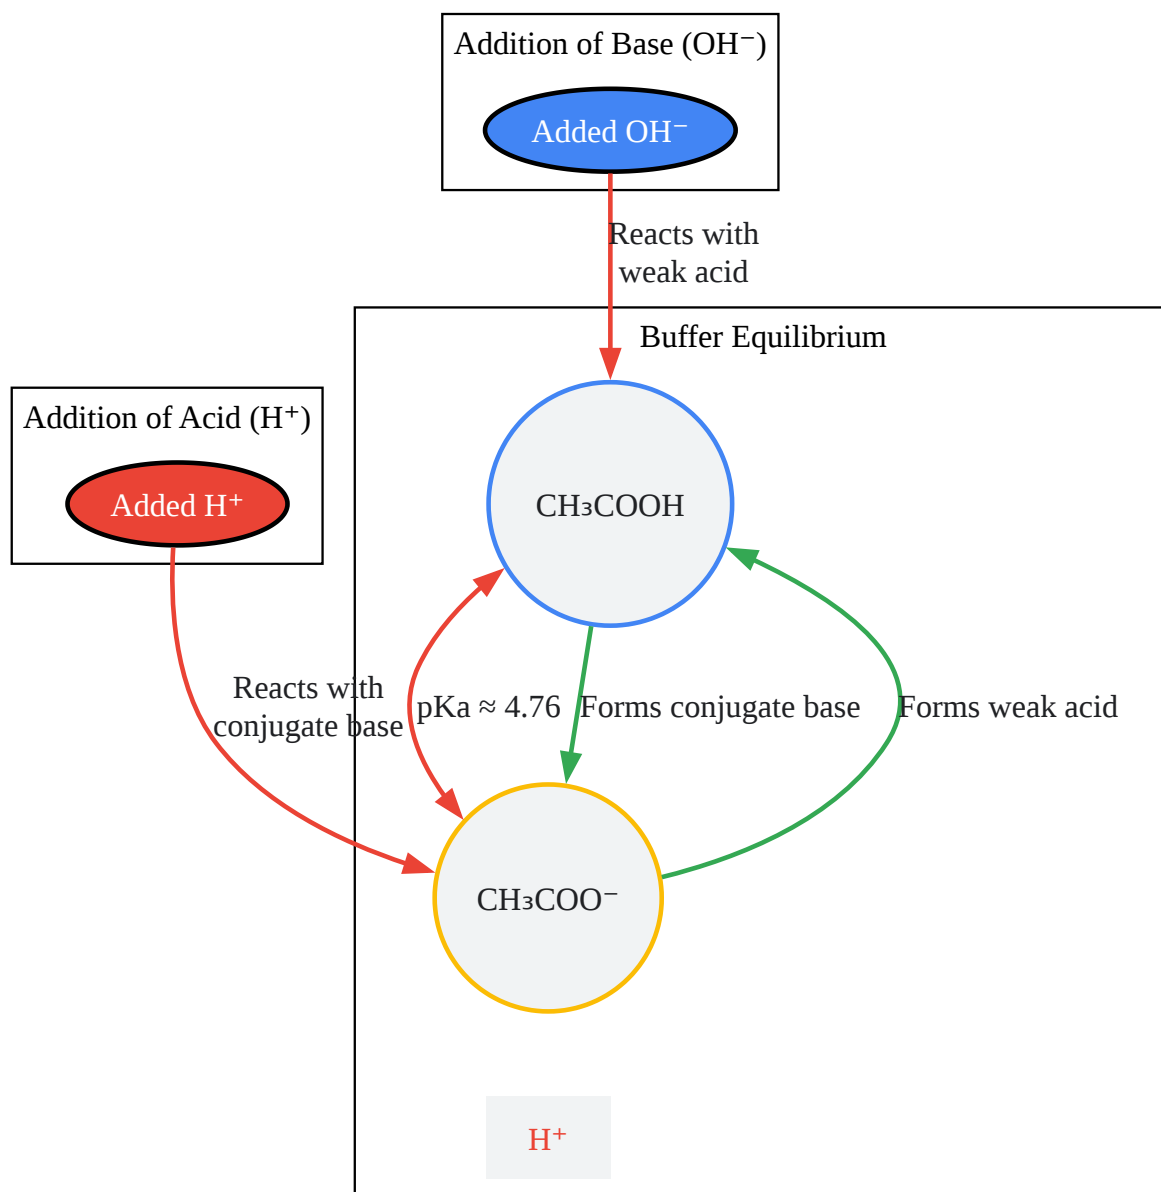 Addition of Base (OH⁻)
Added OH⁻
Reacts with
weak acid
Buffer Equilibrium
Addition of Acid (H⁺)
Added H⁺
CH₃COOH
Reacts with
conjugate base
pKa ≈ 4.76
Forms conjugate base
Forms weak acid
CH₃COO⁻
H⁺